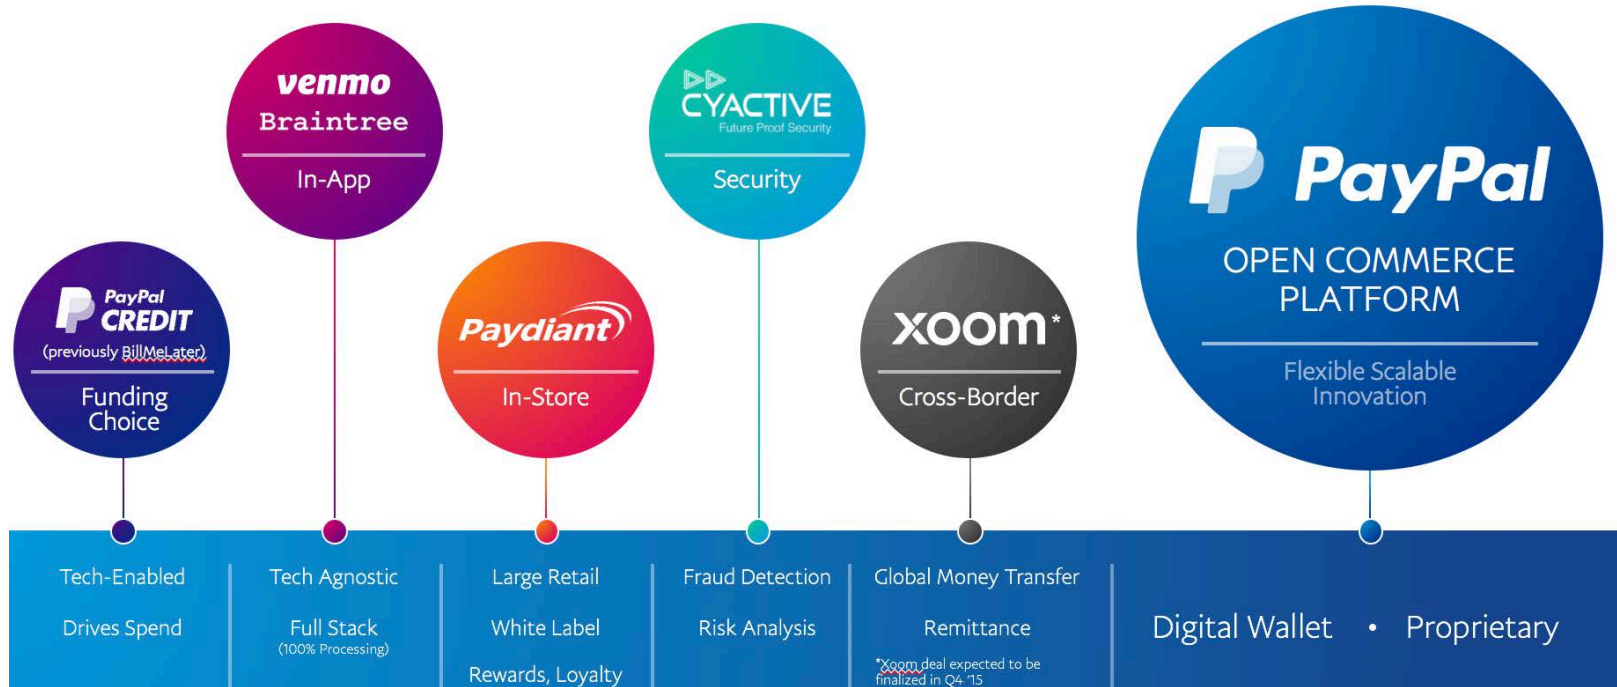 PayPal
CREDIT
(previously BillMeLater)
Funding
Choice
venmo
Braintree
In-App
Paydiant
In-Store
CYACTIVE
Future Proof Security
Security
xoom*
Cross-Border
PayPal
OPEN COMMERCE
PLATFORM
Flexible Scalable
Innovation
Tech-Enabled
Drives Spend
Tech Agnostic
Full Stack
(100% Processing)
Large Retail
White Label
Rewards, Loyalty
Fraud Detection
Risk Analysis
Global Money Transfer
Remittance
*Xoom deal expected to be
finalized in Q4 '15
Digital Wallet • Proprietary